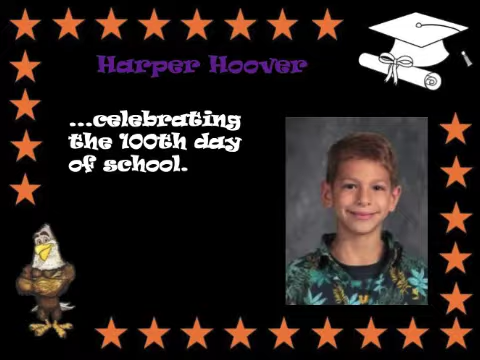 Harper Hoover
...celebrating
the 100th day
of school.